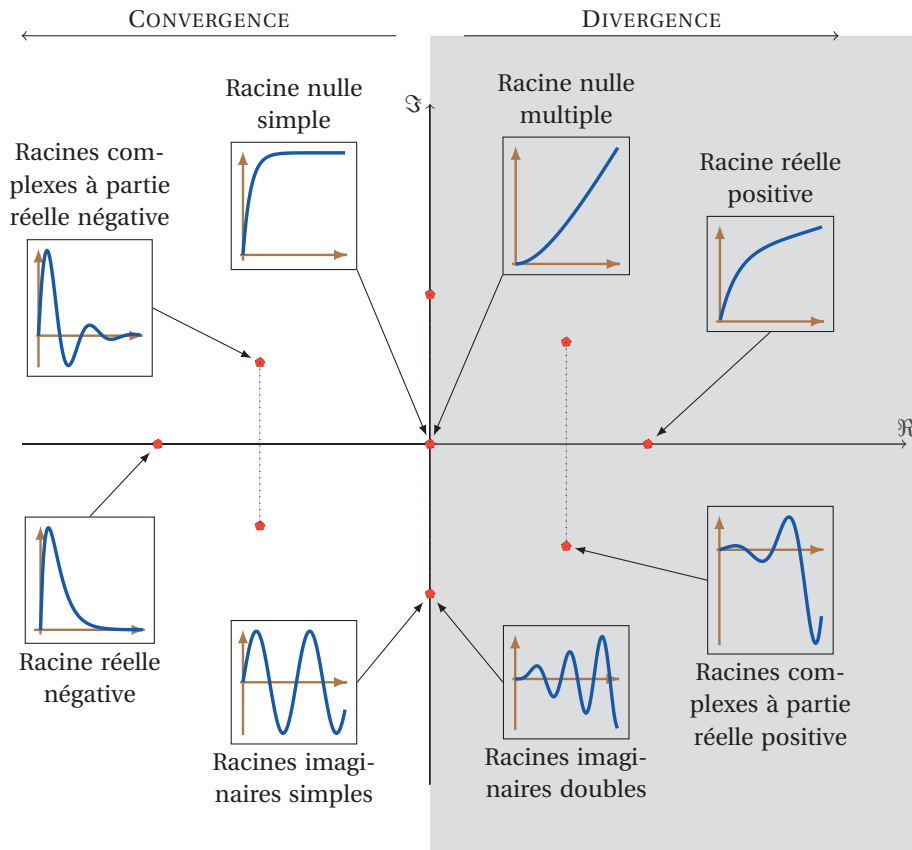 CONVERGENCE
DIVERGENCE
Racine nulle
simple
Racine nulle
multiple
ℑ
Racines com-
plexes à partie
réelle négative
Racine réelle
positive
ℜ
Racine réelle
négative
Racines imagi-
naires simples
Racines imagi-
naires doubles
Racines com-
plexes à partie
réelle positive